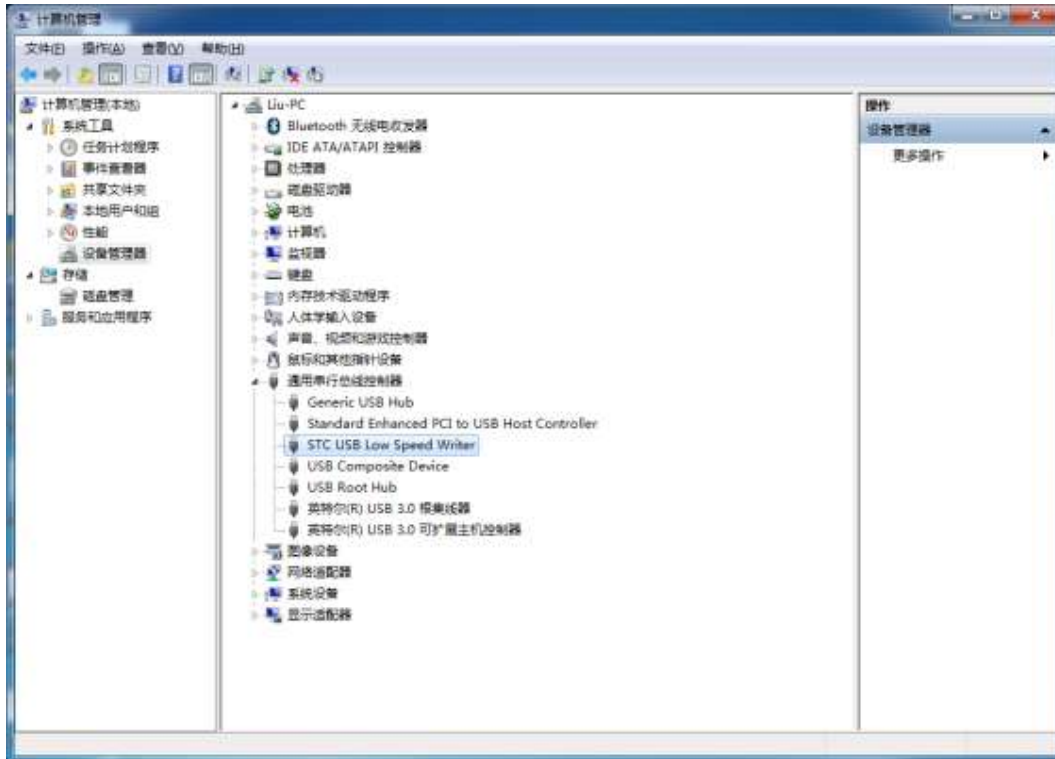 计算机管理
文件(F) 操作(A) 查看(V) 帮助(H)
计算机管理(本地)
系统工具
任务计划程序
事件查看器
共享文件夹
本地用户和组
性能
设备管理器
存储
磁盘管理
服务和应用程序
Liu-PC
Bluetooth 无线电收发器
IDE ATA/ATAPI 控制器
处理器
磁盘驱动器
电池
计算机
监视器
键盘
内存技术驱动程序
人体学输入设备
声音、视频和游戏控制器
鼠标和其他指针设备
通用串行总线控制器
Generic USB Hub
Standard Enhanced PCI to USB Host Controller
STC USB Low Speed Writer
USB Composite Device
USB Root Hub
英特尔(R) USB 3.0 根集线器
英特尔(R) USB 3.0 可扩展主机控制器
图像设备
网络适配器
系统设备
显示适配器
操作
设备管理器
更多操作